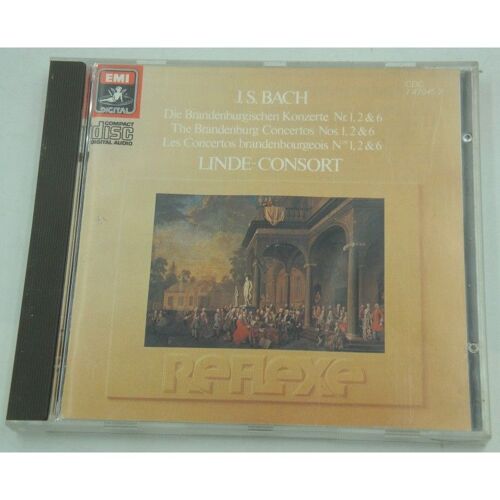 EMI
DIGITAL
COMPACT
disc
DIGITAL AUDIO
CDC
J.S. BACH
Die Brandenburgischen Konzerte Nr. 1, 2 & 6
The Brandenburg Concertos Nos. 1, 2 & 6
Les Concertos brandenbourgeois Nos 1, 2 & 6
LINDE-CONSORT
REFLEXE